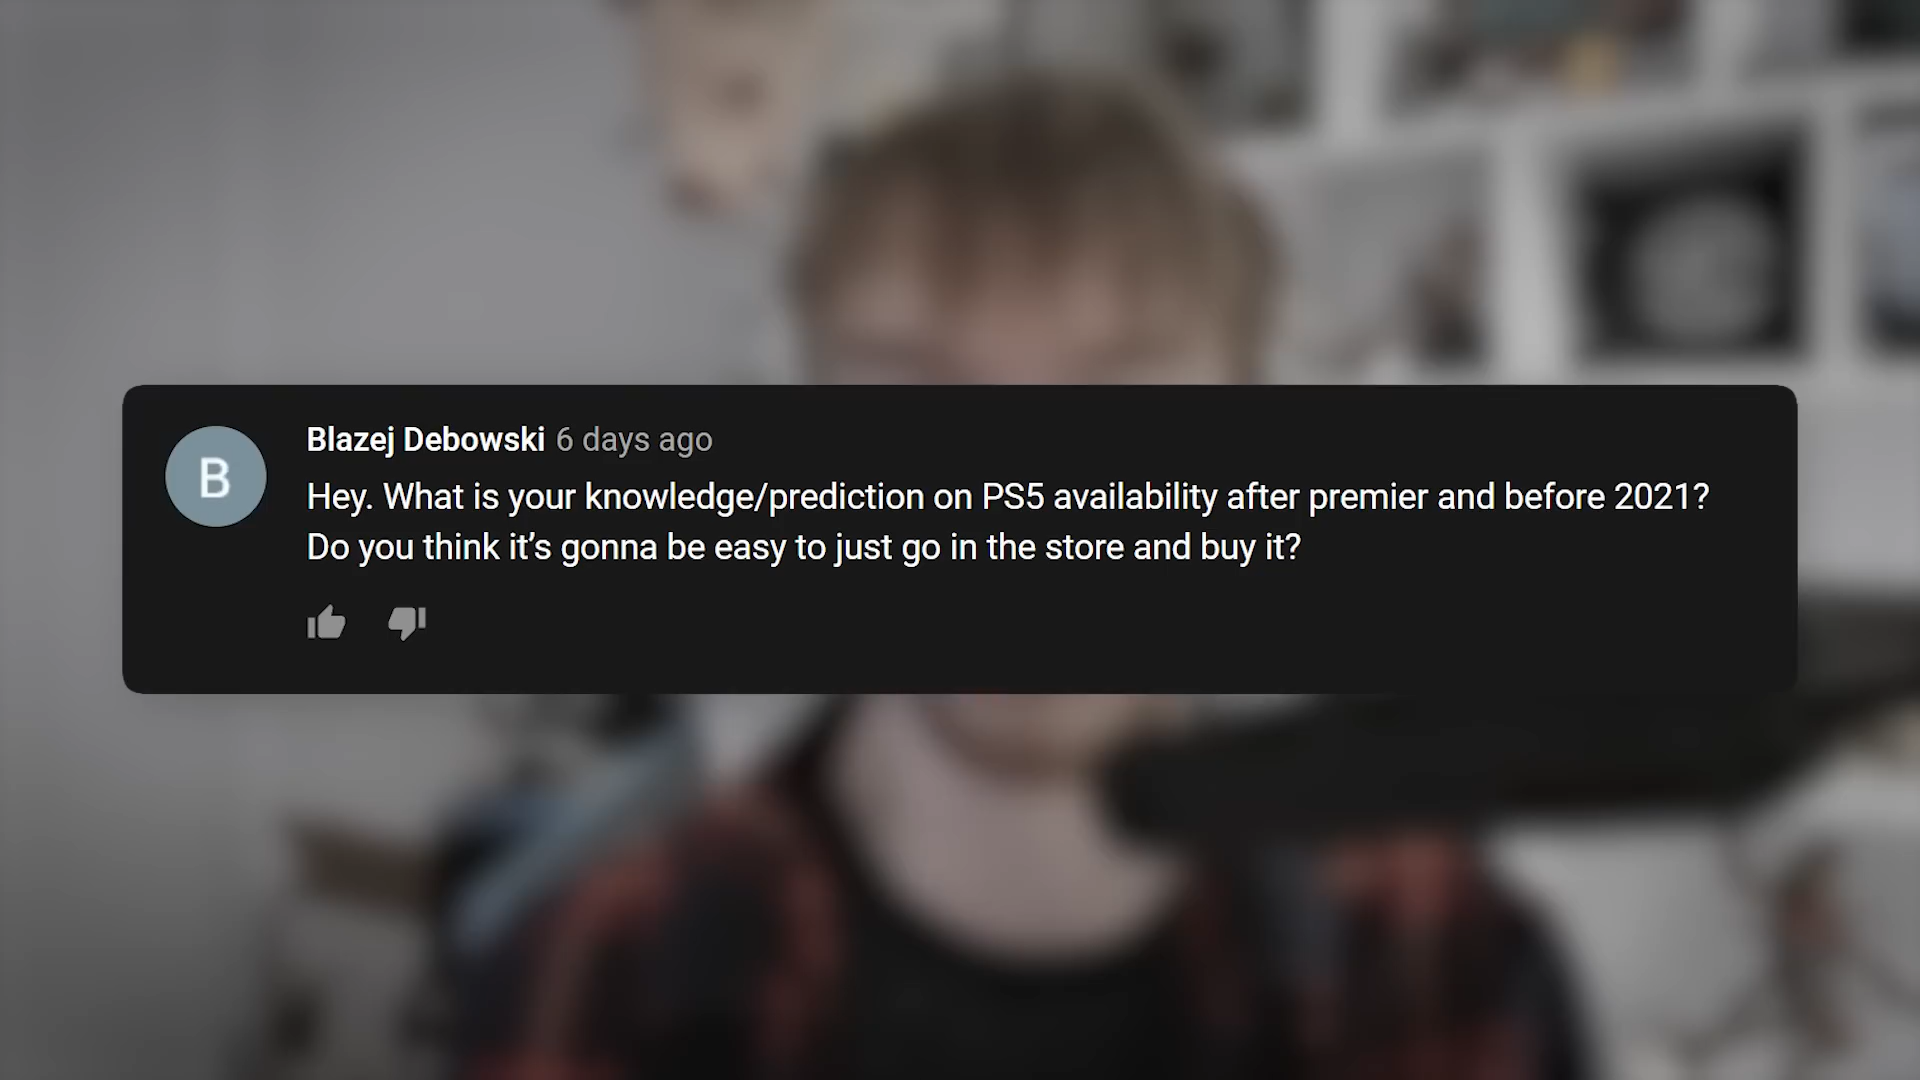 B
Blazej Debowski 6 days ago
Hey. What is your knowledge/prediction on PS5 availability after premier and before 2021?
Do you think it’s gonna be easy to just go in the store and buy it?